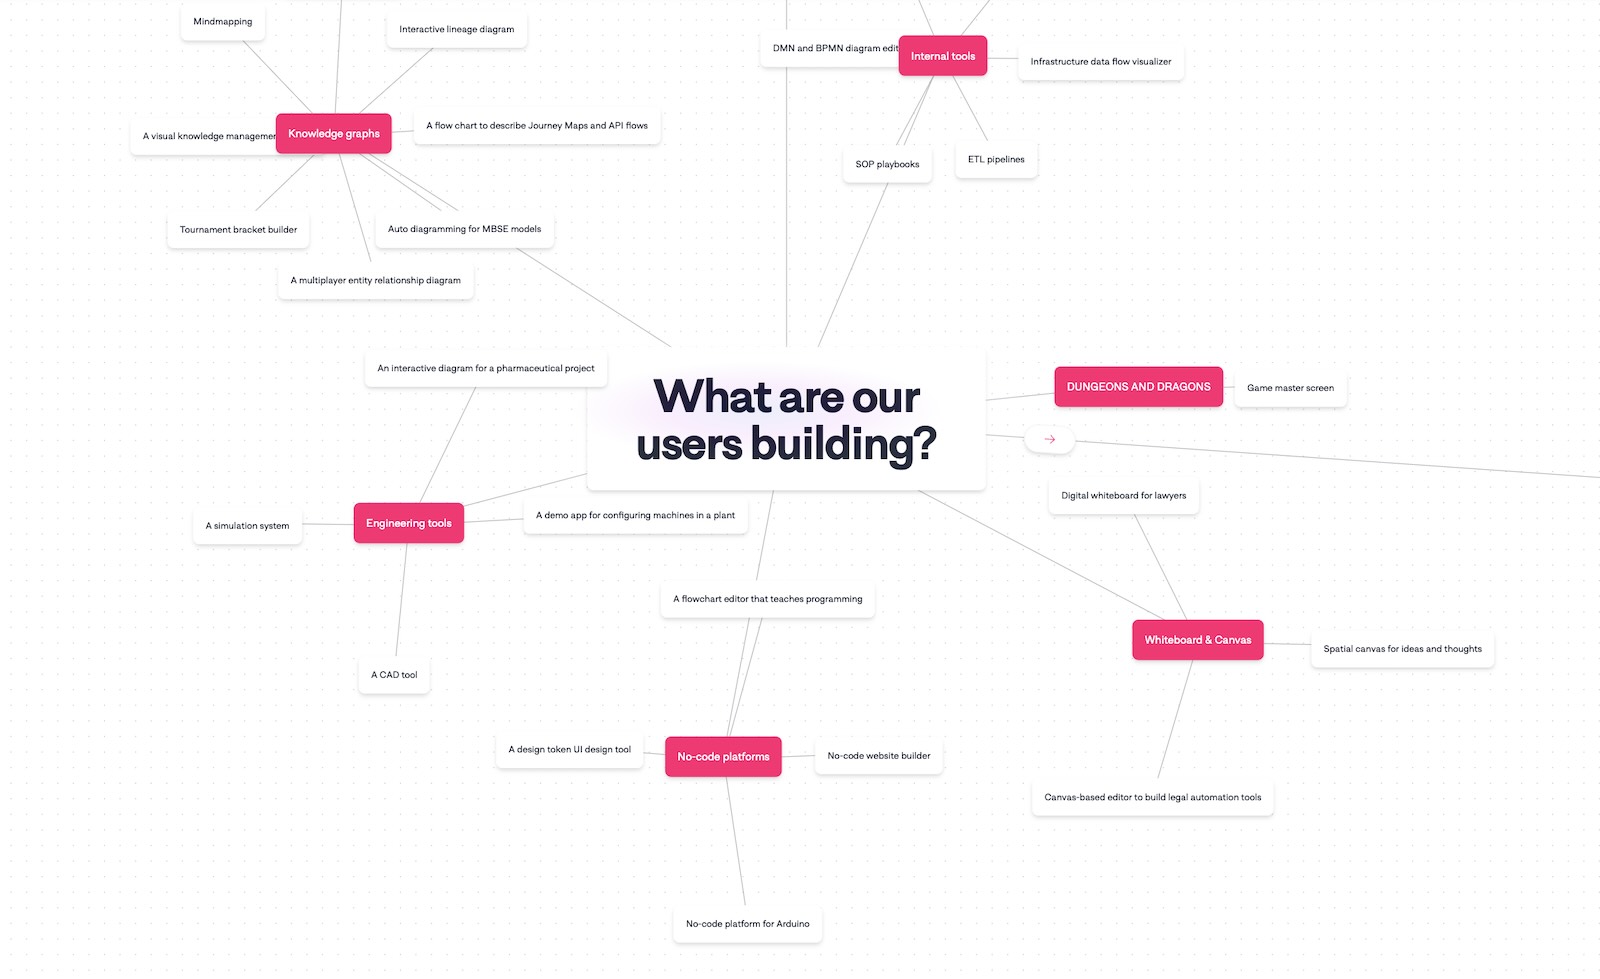 Mindmapping
Interactive lineage diagram
DMN and BPMN diagram edit
Internal tools
Infrastructure data flow visualizer
A visual knowledge managemen
Knowledge graphs
A flow chart to describe Journey Maps and API flows
SOP playbooks
ETL pipelines
Tournament bracket builder
Auto diagramming for MBSE models
A multiplayer entity relationship diagram
An interactive diagram for a pharmaceutical project
What are our
users building?
DUNGEONS AND DRAGONS
Game master screen
→
Digital whiteboard for lawyers
A simulation system
Engineering tools
A demo app for configuring machines in a plant
A flowchart editor that teaches programming
Whiteboard & Canvas
Spatial canvas for ideas and thoughts
A CAD tool
A design token UI design tool
No-code platforms
No-code website builder
Canvas-based editor to build legal automation tools
No-code platform for Arduino